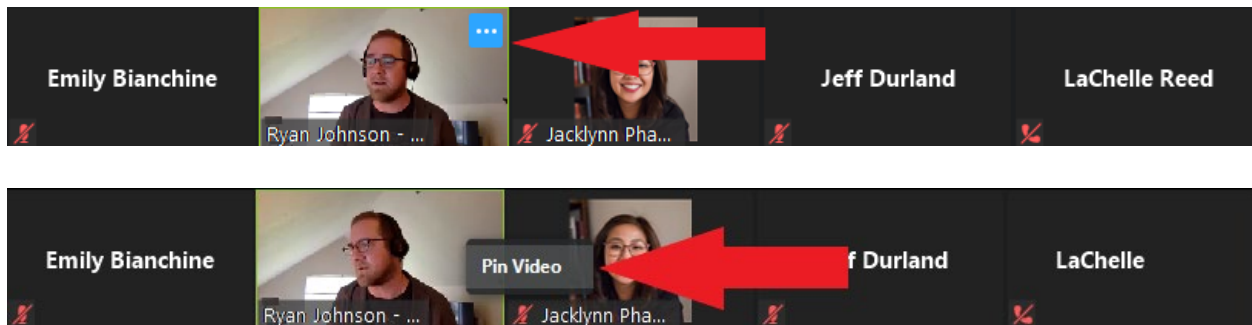 Emily Bianchine
Ryan Johnson - ...
Jacklynn Pha...
Jeff Durland
LaChelle Reed
Emily Bianchine
Ryan Johnson - ...
Pin Video
Jacklynn Pha...
f Durland
LaChelle